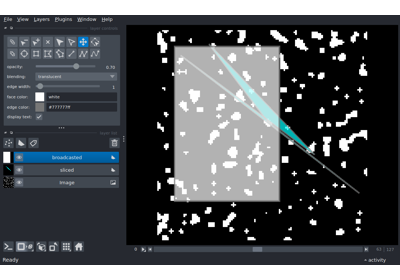 File View Layers Plugins Window Help
opacity: 0.70
blending: translucent
edge width: 1
face color: white
edge color: #777777ff
display text: ✓
broadcasted
sliced
image
Ready
activity